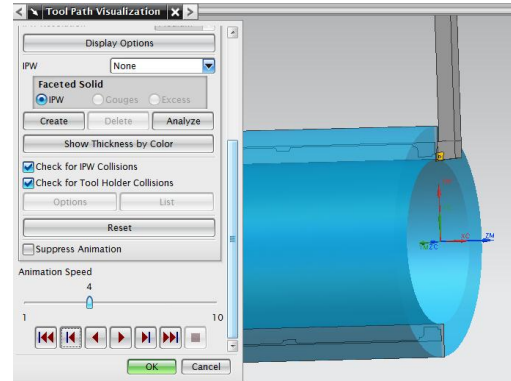 Tool Path Visualization
Display Options
IPW None
Faceted Solid
IPW Gouges Excess
Create Delete Analyze
Show Thickness by Color
Check for IPW Collisions
Check for Tool Holder Collisions
Options List
Reset
Suppress Animation
Animation Speed
4
1 10
OK Cancel
XC ZM